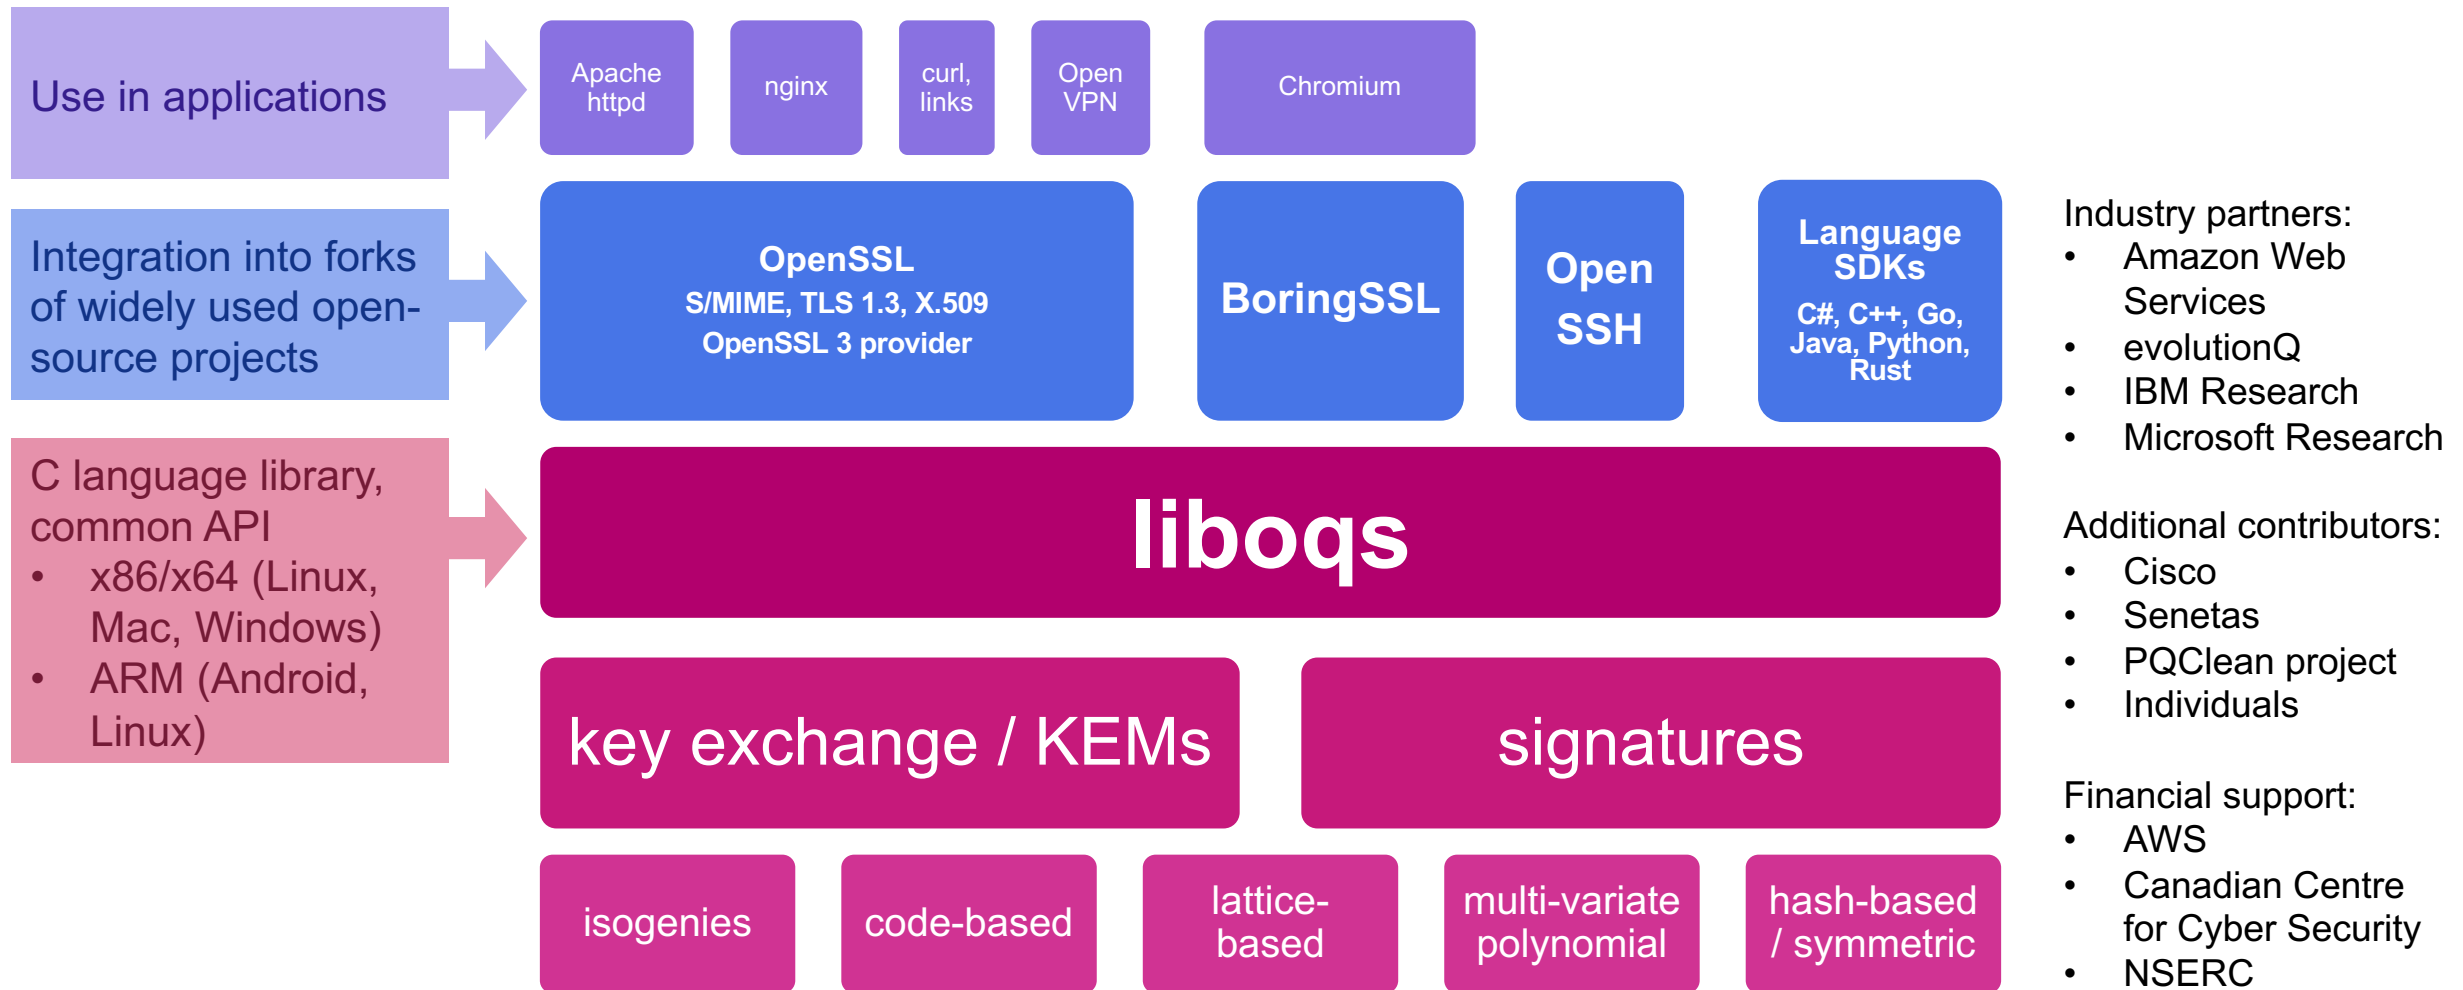 Use in applications
Apache
httpd
nginx
curl,
links
Open
VPN
Chromium
Integration into forks
of widely used open-
source projects
OpenSSL
S/MIME, TLS 1.3, X.509
OpenSSL 3 provider
BoringSSL
Open
SSH
Language
SDKs
C#, C++, Go,
Java, Python,
Rust
C language library,
common API
• x86/x64 (Linux,
Mac, Windows)
• ARM (Android,
Linux)
liboqs
key exchange / KEMs
signatures
isogenies
code-based
lattice-
based
multi-variate
polynomial
hash-based
/ symmetric
Industry partners:
• Amazon Web
Services
• evolutionQ
• IBM Research
• Microsoft Research
Additional contributors:
• Cisco
• Senetas
• PQClean project
• Individuals
Financial support:
• AWS
• Canadian Centre
for Cyber Security
• NSERC